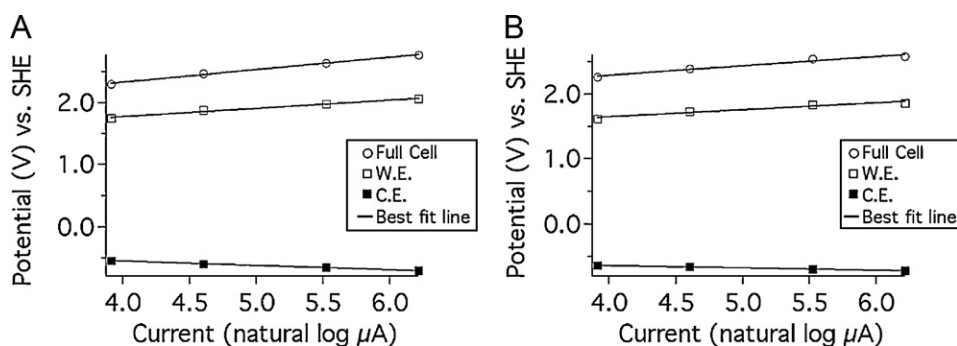 A
Potential (V) vs. SHE
2.0
1.0
0.0
Full Cell
W.E.
C.E.
Best fit line
4.0 4.5 5.0 5.5 6.0
Current (natural log μA)
B
Potential (V) vs. SHE
2.0
1.0
0.0
Full Cell
W.E.
C.E.
Best fit line
4.0 4.5 5.0 5.5 6.0
Current (natural log μA)